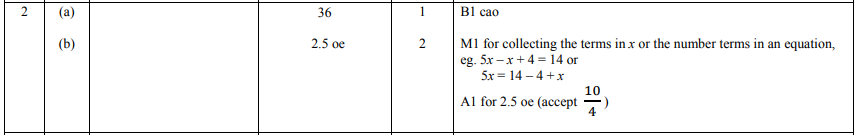 2 (a) 36 1 B1 cao
(b) 2.5 oe 2 M1 for collecting the terms in x or the number terms in an equation,
eg. 5x – x + 4 = 14 or
5x = 14 – 4 + x
A1 for 2.5 oe (accept 10/4 )